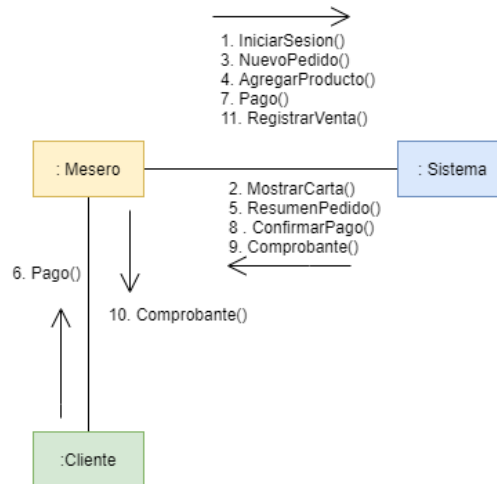 1. IniciarSesion()
3. NuevoPedido()
4. AgregarProducto()
7. Pago()
11. RegistrarVenta()
: Mesero
: Sistema
2. MostrarCarta()
5. ResumenPedido()
8 . ConfirmarPago()
9. Comprobante()
6. Pago()
10. Comprobante()
:Cliente